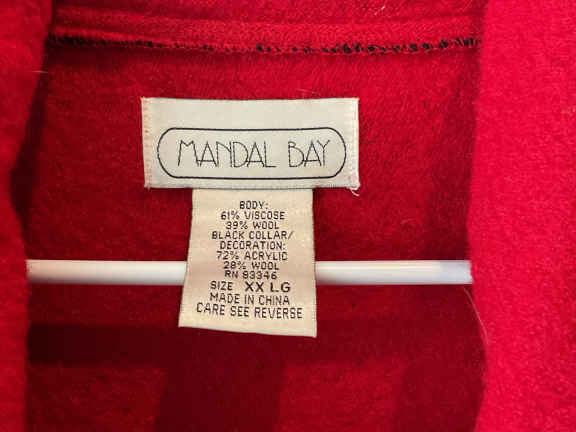 MANDAL BAY
BODY:
61% VISCOSE
39% WOOL
BLACK COLLAR/
DECORATION:
72% ACRYLIC
28% WOOL
RN 83346
SIZE XX LG
MADE IN CHINA
CARE SEE REVERSE